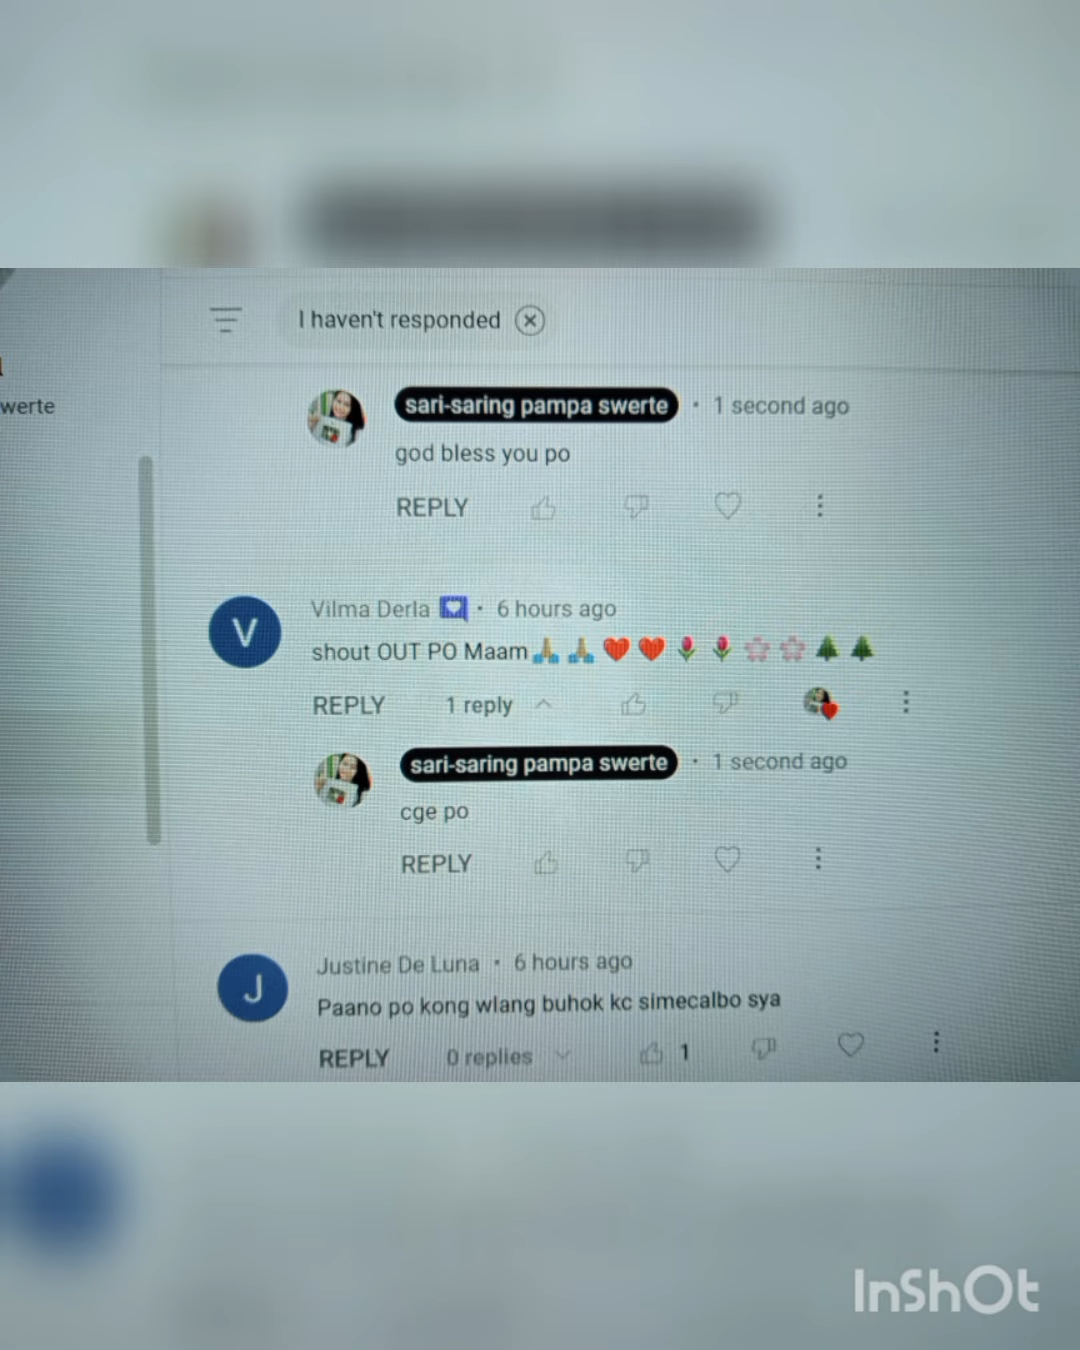 I haven't responded
werte
sari-saring pampa swerte · 1 second ago
god bless you po
REPLY
V
Vilma Derla · 6 hours ago
shout OUT PO Maam🙏🙏❤️❤️🌷🌷🌸🌸🌲🌲
REPLY 1 reply
sari-saring pampa swerte · 1 second ago
cge po
REPLY
J
Justine De Luna · 6 hours ago
Paano po kong wlang buhok kc simecalbo sya
REPLY 0 replies 1
InShOt